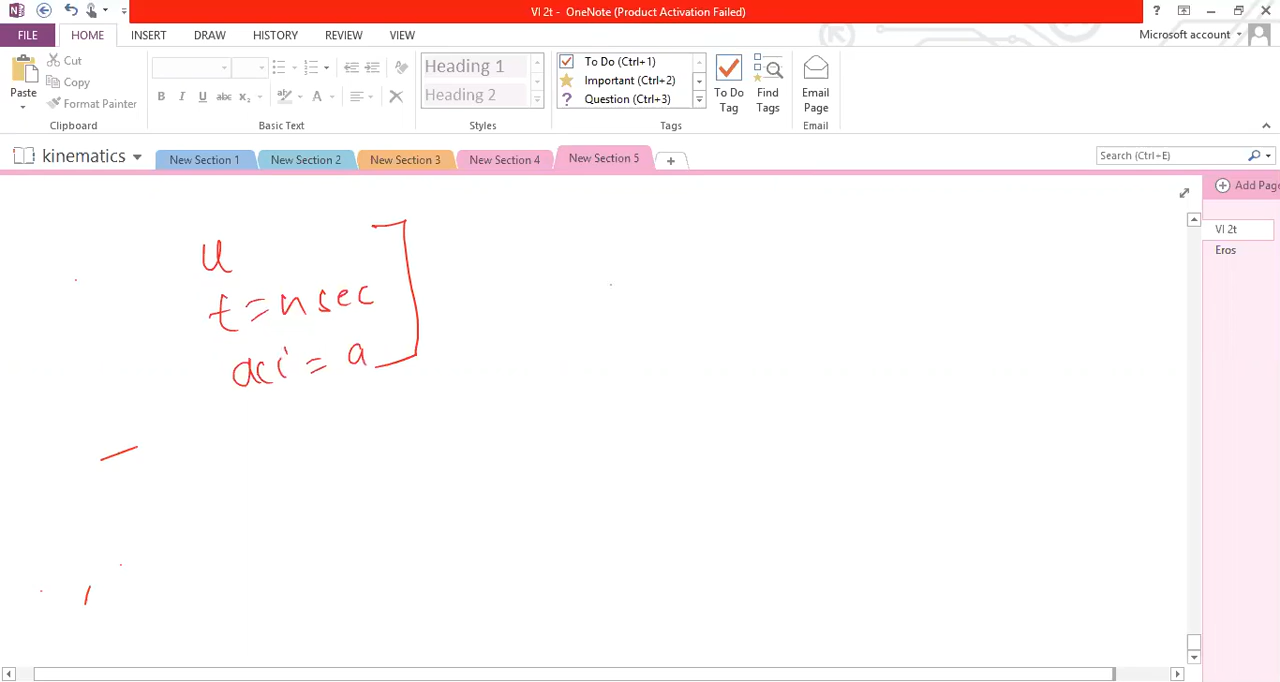 VI 2t - OneNote (Product Activation Failed)
FILE HOME INSERT DRAW HISTORY REVIEW VIEW
Microsoft account
Paste
Cut
Copy
Format Painter
Clipboard
B I U abc x₂ A
Basic Text
Heading 1
Heading 2
Styles
To Do (Ctrl+1)
Important (Ctrl+2)
Question (Ctrl+3)
To Do Tag
Find Tags
Tags
Email Page
Email
kinematics
New Section 1 New Section 2 New Section 3 New Section 4 New Section 5
Search (Ctrl+E)
Add Page
VI 2t
Eros
u
t = n sec
aci = a